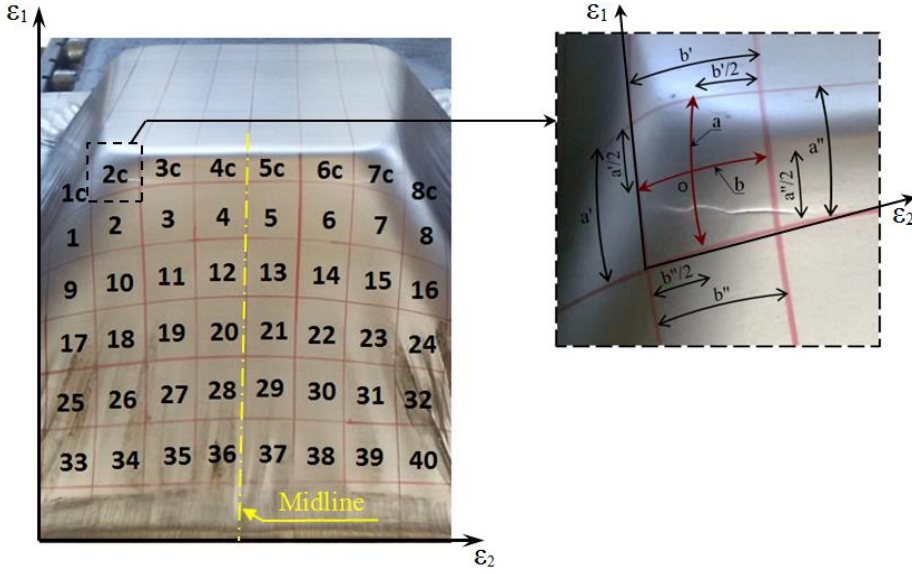 ε1
1c 2c 3c 4c 5c 6c 7c 8c
1 2 3 4 5 6 7 8
9 10 11 12 13 14 15 16
17 18 19 20 21 22 23 24
25 26 27 28 29 30 31 32
33 34 35 36 37 38 39 40
Midline
ε2
ε1
b'
b'/2
a
a''
a'/2
a'
b
a''/2
o
ε2
b''/2
b''